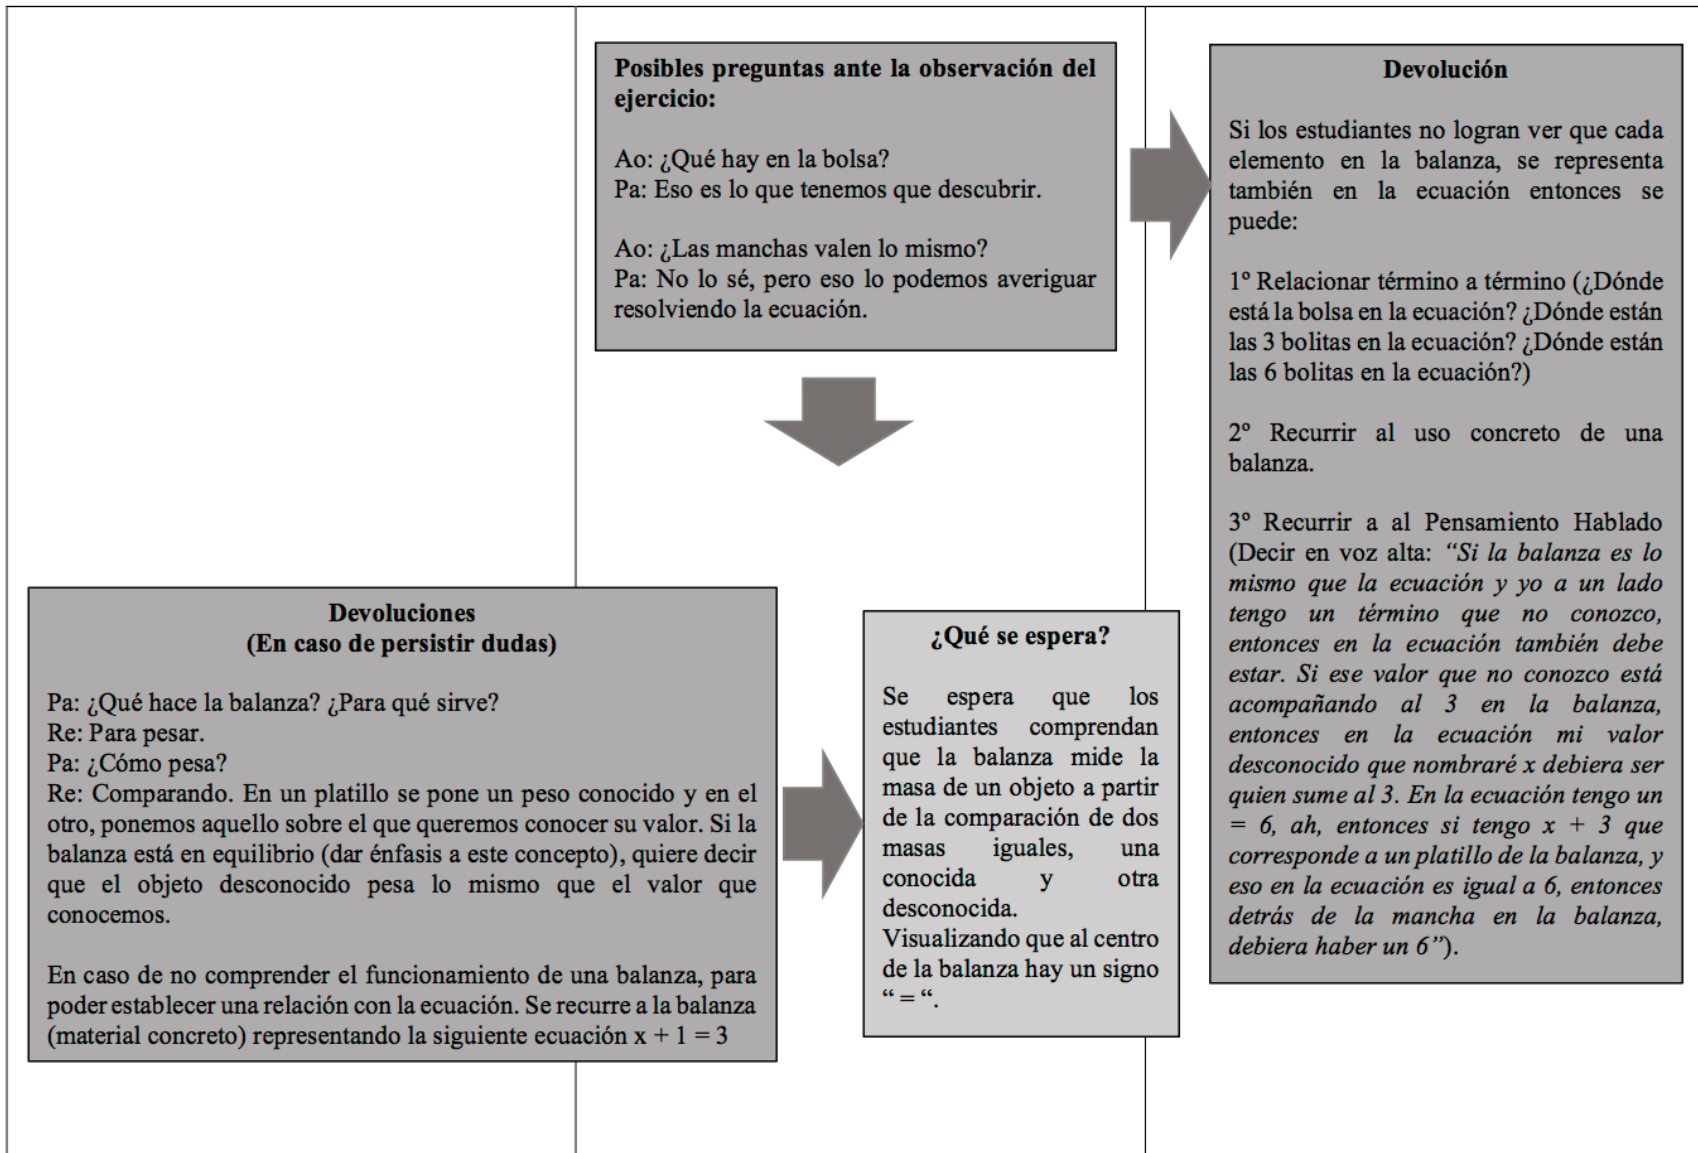 Posibles preguntas ante la observación del
ejercicio:
Ao: ¿Qué hay en la bolsa?
Pa: Eso es lo que tenemos que descubrir.
Ao: ¿Las manchas valen lo mismo?
Pa: No lo sé, pero eso lo podemos averiguar
resolviendo la ecuación.
Devolución
Si los estudiantes no logran ver que cada
elemento en la balanza, se representa
también en la ecuación entonces se
puede:
1º Relacionar término a término (¿Dónde
está la bolsa en la ecuación? ¿Dónde están
las 3 bolitas en la ecuación? ¿Dónde están
las 6 bolitas en la ecuación?)
2º Recurrir al uso concreto de una
balanza.
3º Recurrir a al Pensamiento Hablado
(Decir en voz alta: “Si la balanza es lo
mismo que la ecuación y yo a un lado
tengo un término que no conozco,
entonces en la ecuación también debe
estar. Si ese valor que no conozco está
acompañando al 3 en la balanza,
entonces en la ecuación mi valor
desconocido que nombraré x debiera ser
quien sume al 3. En la ecuación tengo un
= 6, ah, entonces si tengo x + 3 que
corresponde a un platillo de la balanza, y
eso en la ecuación es igual a 6, entonces
detrás de la mancha en la balanza,
debiera haber un 6”).
Devoluciones
(En caso de persistir dudas)
Pa: ¿Qué hace la balanza? ¿Para qué sirve?
Re: Para pesar.
Pa: ¿Cómo pesa?
Re: Comparando. En un platillo se pone un peso conocido y en el
otro, ponemos aquello sobre el que queremos conocer su valor. Si la
balanza está en equilibrio (dar énfasis a este concepto), quiere decir
que el objeto desconocido pesa lo mismo que el valor que
conocemos.
En caso de no comprender el funcionamiento de una balanza, para
poder establecer una relación con la ecuación. Se recurre a la balanza
(material concreto) representando la siguiente ecuación x + 1 = 3
¿Qué se espera?
Se espera que los
estudiantes comprendan
que la balanza mide la
masa de un objeto a partir
de la comparación de dos
masas iguales, una
conocida y otra
desconocida.
Visualizando que al centro
de la balanza hay un signo
“ = “.